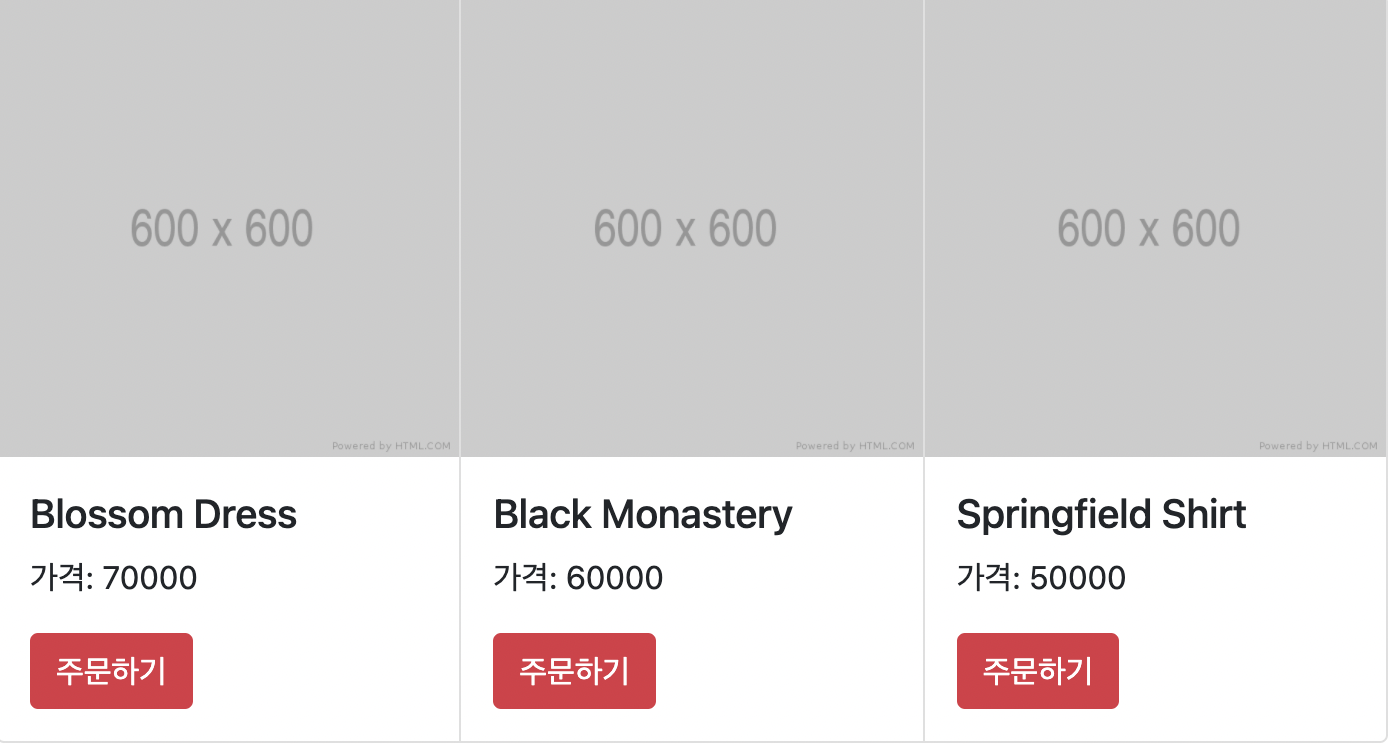 600 x 600
600 x 600
600 x 600
Powered by HTML.COM
Powered by HTML.COM
Powered by HTML.COM
Blossom Dress
가격: 70000
주문하기
Black Monastery
가격: 60000
주문하기
Springfield Shirt
가격: 50000
주문하기